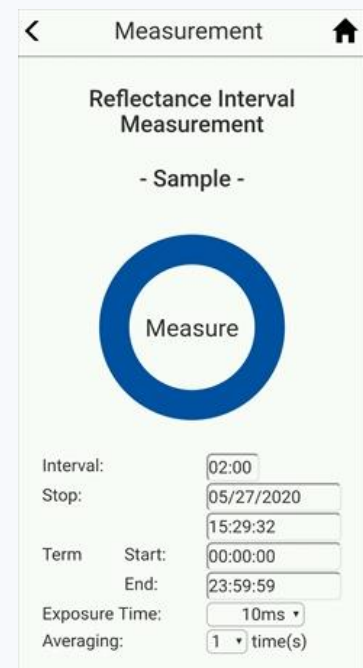 Measurement
Reflectance Interval
Measurement
- Sample -
Measure
Interval: 02:00
Stop: 05/27/2020
15:29:32
Term Start: 00:00:00
End: 23:59:59
Exposure Time: 10ms
Averaging: 1 time(s)